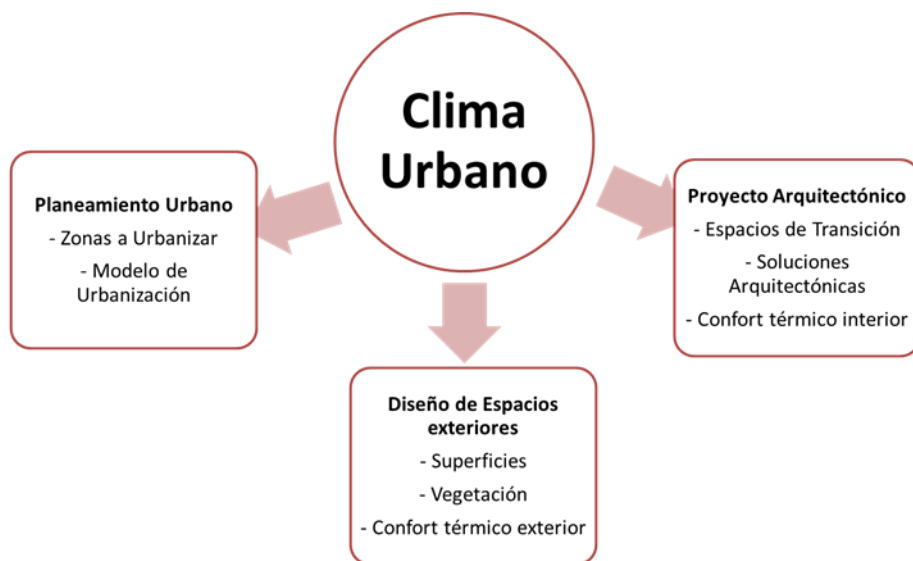 Clima
Urbano
Planeamiento Urbano
- Zonas a Urbanizar
- Modelo de
Urbanización
Proyecto Arquitectónico
- Espacios de Transición
- Soluciones
Arquitectónicas
- Confort térmico interior
Diseño de Espacios
exteriores
- Superficies
- Vegetación
- Confort térmico exterior